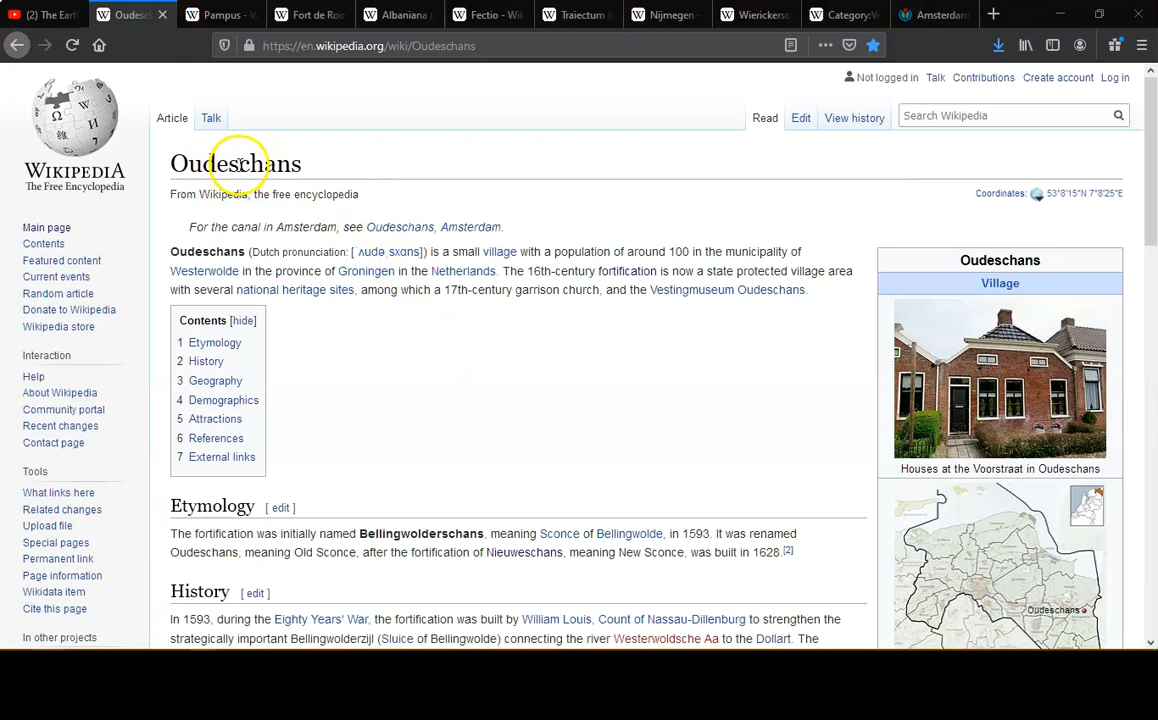 (2) The Earth
Oudesch
Pampus - W
Fort de Roo
Albaniana
Fectio - Wik
Traiectum
Nijmegen -
Wierickersc
Category:Ve
Amsterdam
https://en.wikipedia.org/wiki/Oudeschans
Not logged in Talk Contributions Create account Log in
Article Talk Read Edit View history Search Wikipedia
WIKIPEDIA
The Free Encyclopedia
Main page
Contents
Featured content
Current events
Random article
Donate to Wikipedia
Wikipedia store
Interaction
Help
About Wikipedia
Community portal
Recent changes
Contact page
Tools
What links here
Related changes
Upload file
Special pages
Permanent link
Page information
Wikidata item
Cite this page
In other projects
Oudeschans
From Wikipedia, the free encyclopedia
Coordinates: 53°8′15″N 7°8′25″E
For the canal in Amsterdam, see Oudeschans, Amsterdam.
Oudeschans (Dutch pronunciation: [ˈʌudəˌsxɑns]) is a small village with a population of around 100 in the municipality of
Westerwolde in the province of Groningen in the Netherlands. The 16th-century fortification is now a state protected village area
with several national heritage sites, among which a 17th-century garrison church, and the Vestingmuseum Oudeschans.
Contents [hide]
1 Etymology
2 History
3 Geography
4 Demographics
5 Attractions
6 References
7 External links
Etymology [ edit ]
The fortification was initially named Bellingwolderschans, meaning Sconce of Bellingwolde, in 1593. It was renamed
Oudeschans, meaning Old Sconce, after the fortification of Nieuweschans, meaning New Sconce, was built in 1628.[2]
History [ edit ]
In 1593, during the Eighty Years' War, the fortification was built by William Louis, Count of Nassau-Dillenburg to strengthen the
strategically important Bellingwolderzijl (Sluice of Bellingwolde) connecting the river Westerwoldsche Aa to the Dollart. The
Oudeschans
Village
Houses at the Voorstraat in Oudeschans
Oudeschans